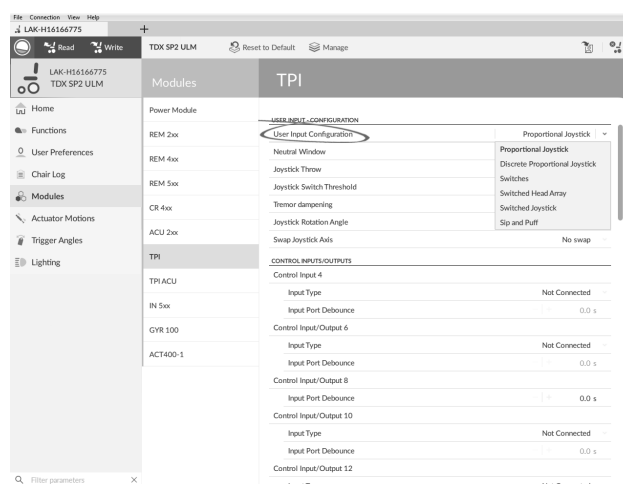 File Connection View Help
LAK-H16166775 +
Read Write TDX SP2 ULM Reset to Default Manage
LAK-H16166775
TDX SP2 ULM
Home
Functions
User Preferences
Chair Log
Modules
Actuator Motions
Trigger Angles
Lighting
Filter parameters ×
Modules
Power Module
REM 2xx
REM 4xx
REM 5xx
CR 4xx
ACU 2xx
TPI
TPI ACU
IN 5xx
GYR 100
ACT400-1
TPI
USER INPUT - CONFIGURATION
User Input Configuration Proportional Joystick
Neutral Window
Joystick Throw
Joystick Switch Threshold
Tremor dampening
Joystick Rotation Angle
Proportional Joystick
Discrete Proportional Joystick
Switches
Switched Head Array
Switched Joystick
Sip and Puff
Swap Joystick Axis No swap
CONTROL INPUTS/OUTPUTS
Control Input 4
Input Type Not Connected
Input Port Debounce 0.0 s
Control Input/Output 6
Input Type Not Connected
Input Port Debounce 0.0 s
Control Input/Output 8
Input Port Debounce 0.0 s
Control Input/Output 10
Input Type Not Connected
Input Port Debounce 0.0 s
Control Input/Output 12